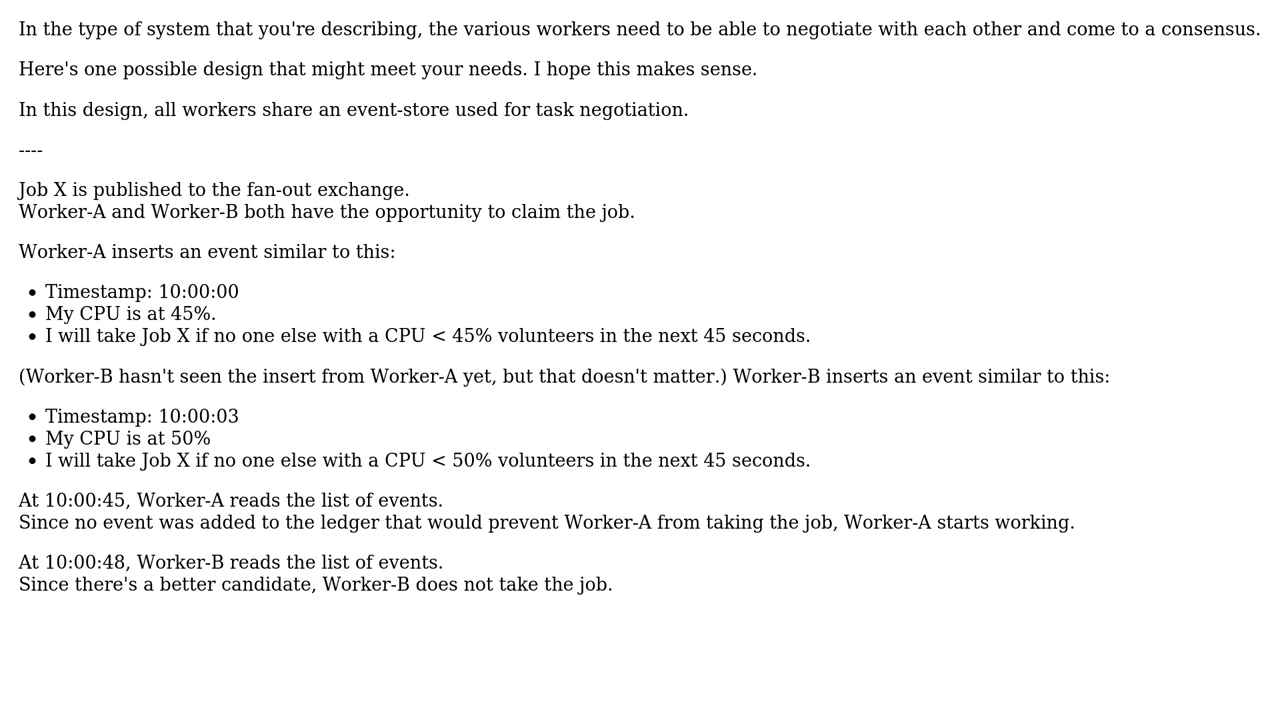 In the type of system that you're describing, the various workers need to be able to negotiate with each other and come to a consensus.
Here's one possible design that might meet your needs. I hope this makes sense.
In this design, all workers share an event-store used for task negotiation.
----
Job X is published to the fan-out exchange.
Worker-A and Worker-B both have the opportunity to claim the job.
Worker-A inserts an event similar to this:
• Timestamp: 10:00:00
• My CPU is at 45%.
• I will take Job X if no one else with a CPU < 45% volunteers in the next 45 seconds.
(Worker-B hasn't seen the insert from Worker-A yet, but that doesn't matter.) Worker-B inserts an event similar to this:
• Timestamp: 10:00:03
• My CPU is at 50%
• I will take Job X if no one else with a CPU < 50% volunteers in the next 45 seconds.
At 10:00:45, Worker-A reads the list of events.
Since no event was added to the ledger that would prevent Worker-A from taking the job, Worker-A starts working.
At 10:00:48, Worker-B reads the list of events.
Since there's a better candidate, Worker-B does not take the job.